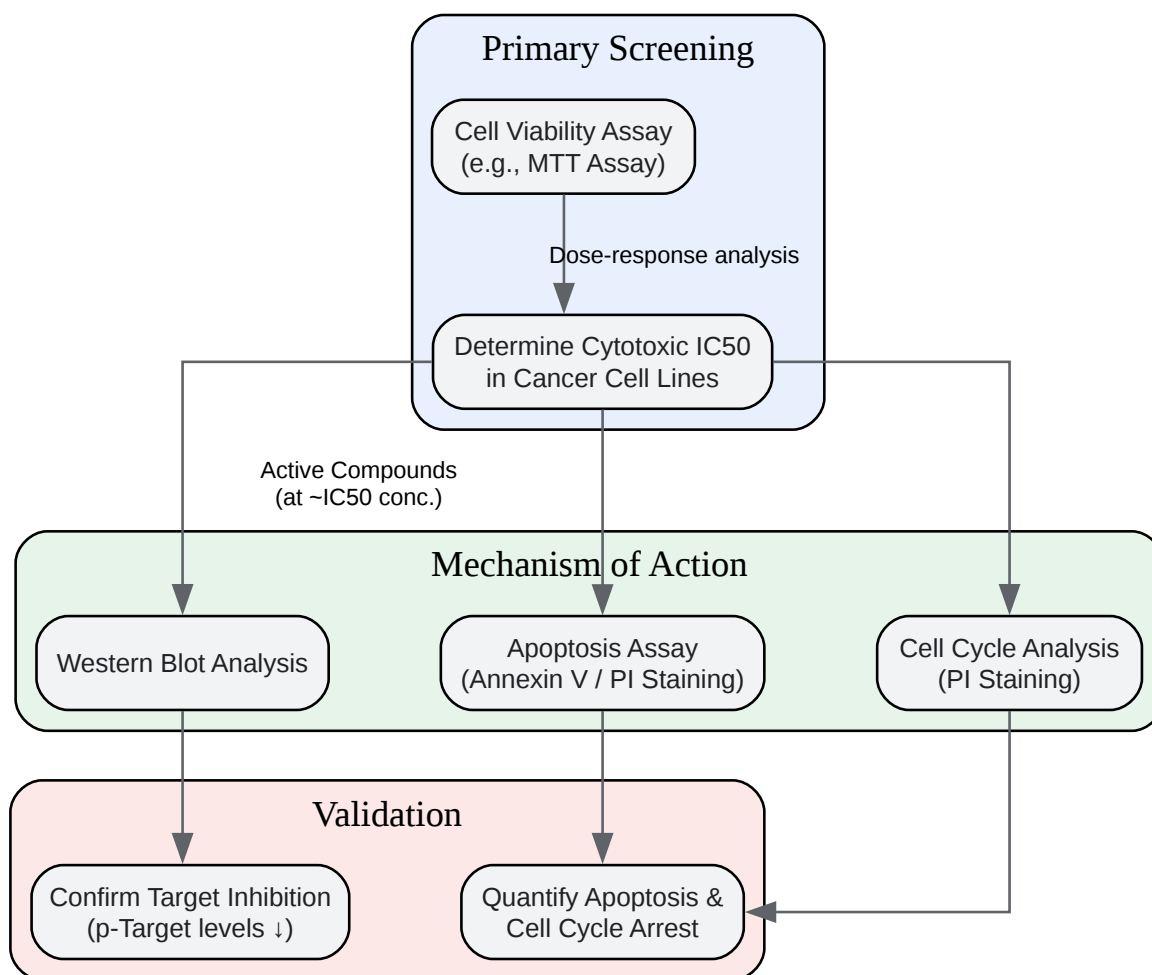 Primary Screening
Cell Viability Assay
(e.g., MTT Assay)
Dose-response analysis
Determine Cytotoxic IC50
in Cancer Cell Lines
Active Compounds
(at ~IC50 conc.)
Mechanism of Action
Western Blot Analysis
Apoptosis Assay
(Annexin V / PI Staining)
Cell Cycle Analysis
(PI Staining)
Validation
Confirm Target Inhibition
(p-Target levels ↓)
Quantify Apoptosis &
Cell Cycle Arrest